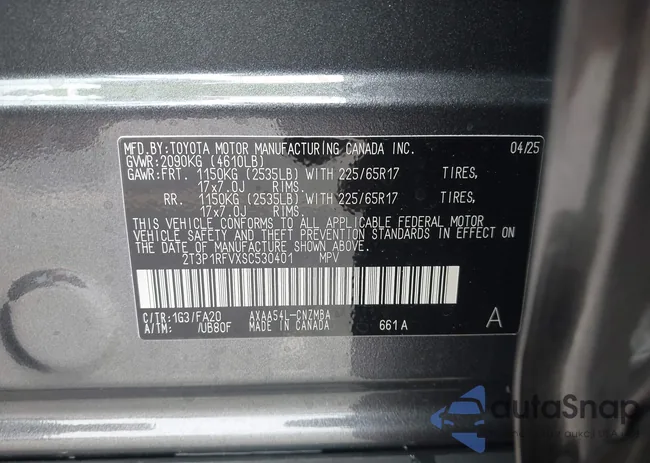 MFD.BY:TOYOTA MOTOR MANUFACTURING CANADA INC. 04/25
GVWR:2090KG (4610LB)
GAWR:FRT. 1150KG (2535LB) WITH 225/65R17 TIRES,
17x7.0J RIMS.
RR. 1150KG (2535LB) WITH 225/65R17 TIRES,
17x7.0J RIMS.
THIS VEHICLE CONFORMS TO ALL APPLICABLE FEDERAL MOTOR
VEHICLE SAFETY AND THEFT PREVENTION STANDARDS IN EFFECT ON
THE DATE OF MANUFACTURE SHOWN ABOVE.
2T3P1RFVXSC530401 MPV
C/TR:1G3/FA20 AXAA54L-CNZMBA
A/TM: /UB80F MADE IN CANADA 661A A
autaSnap
aukcji